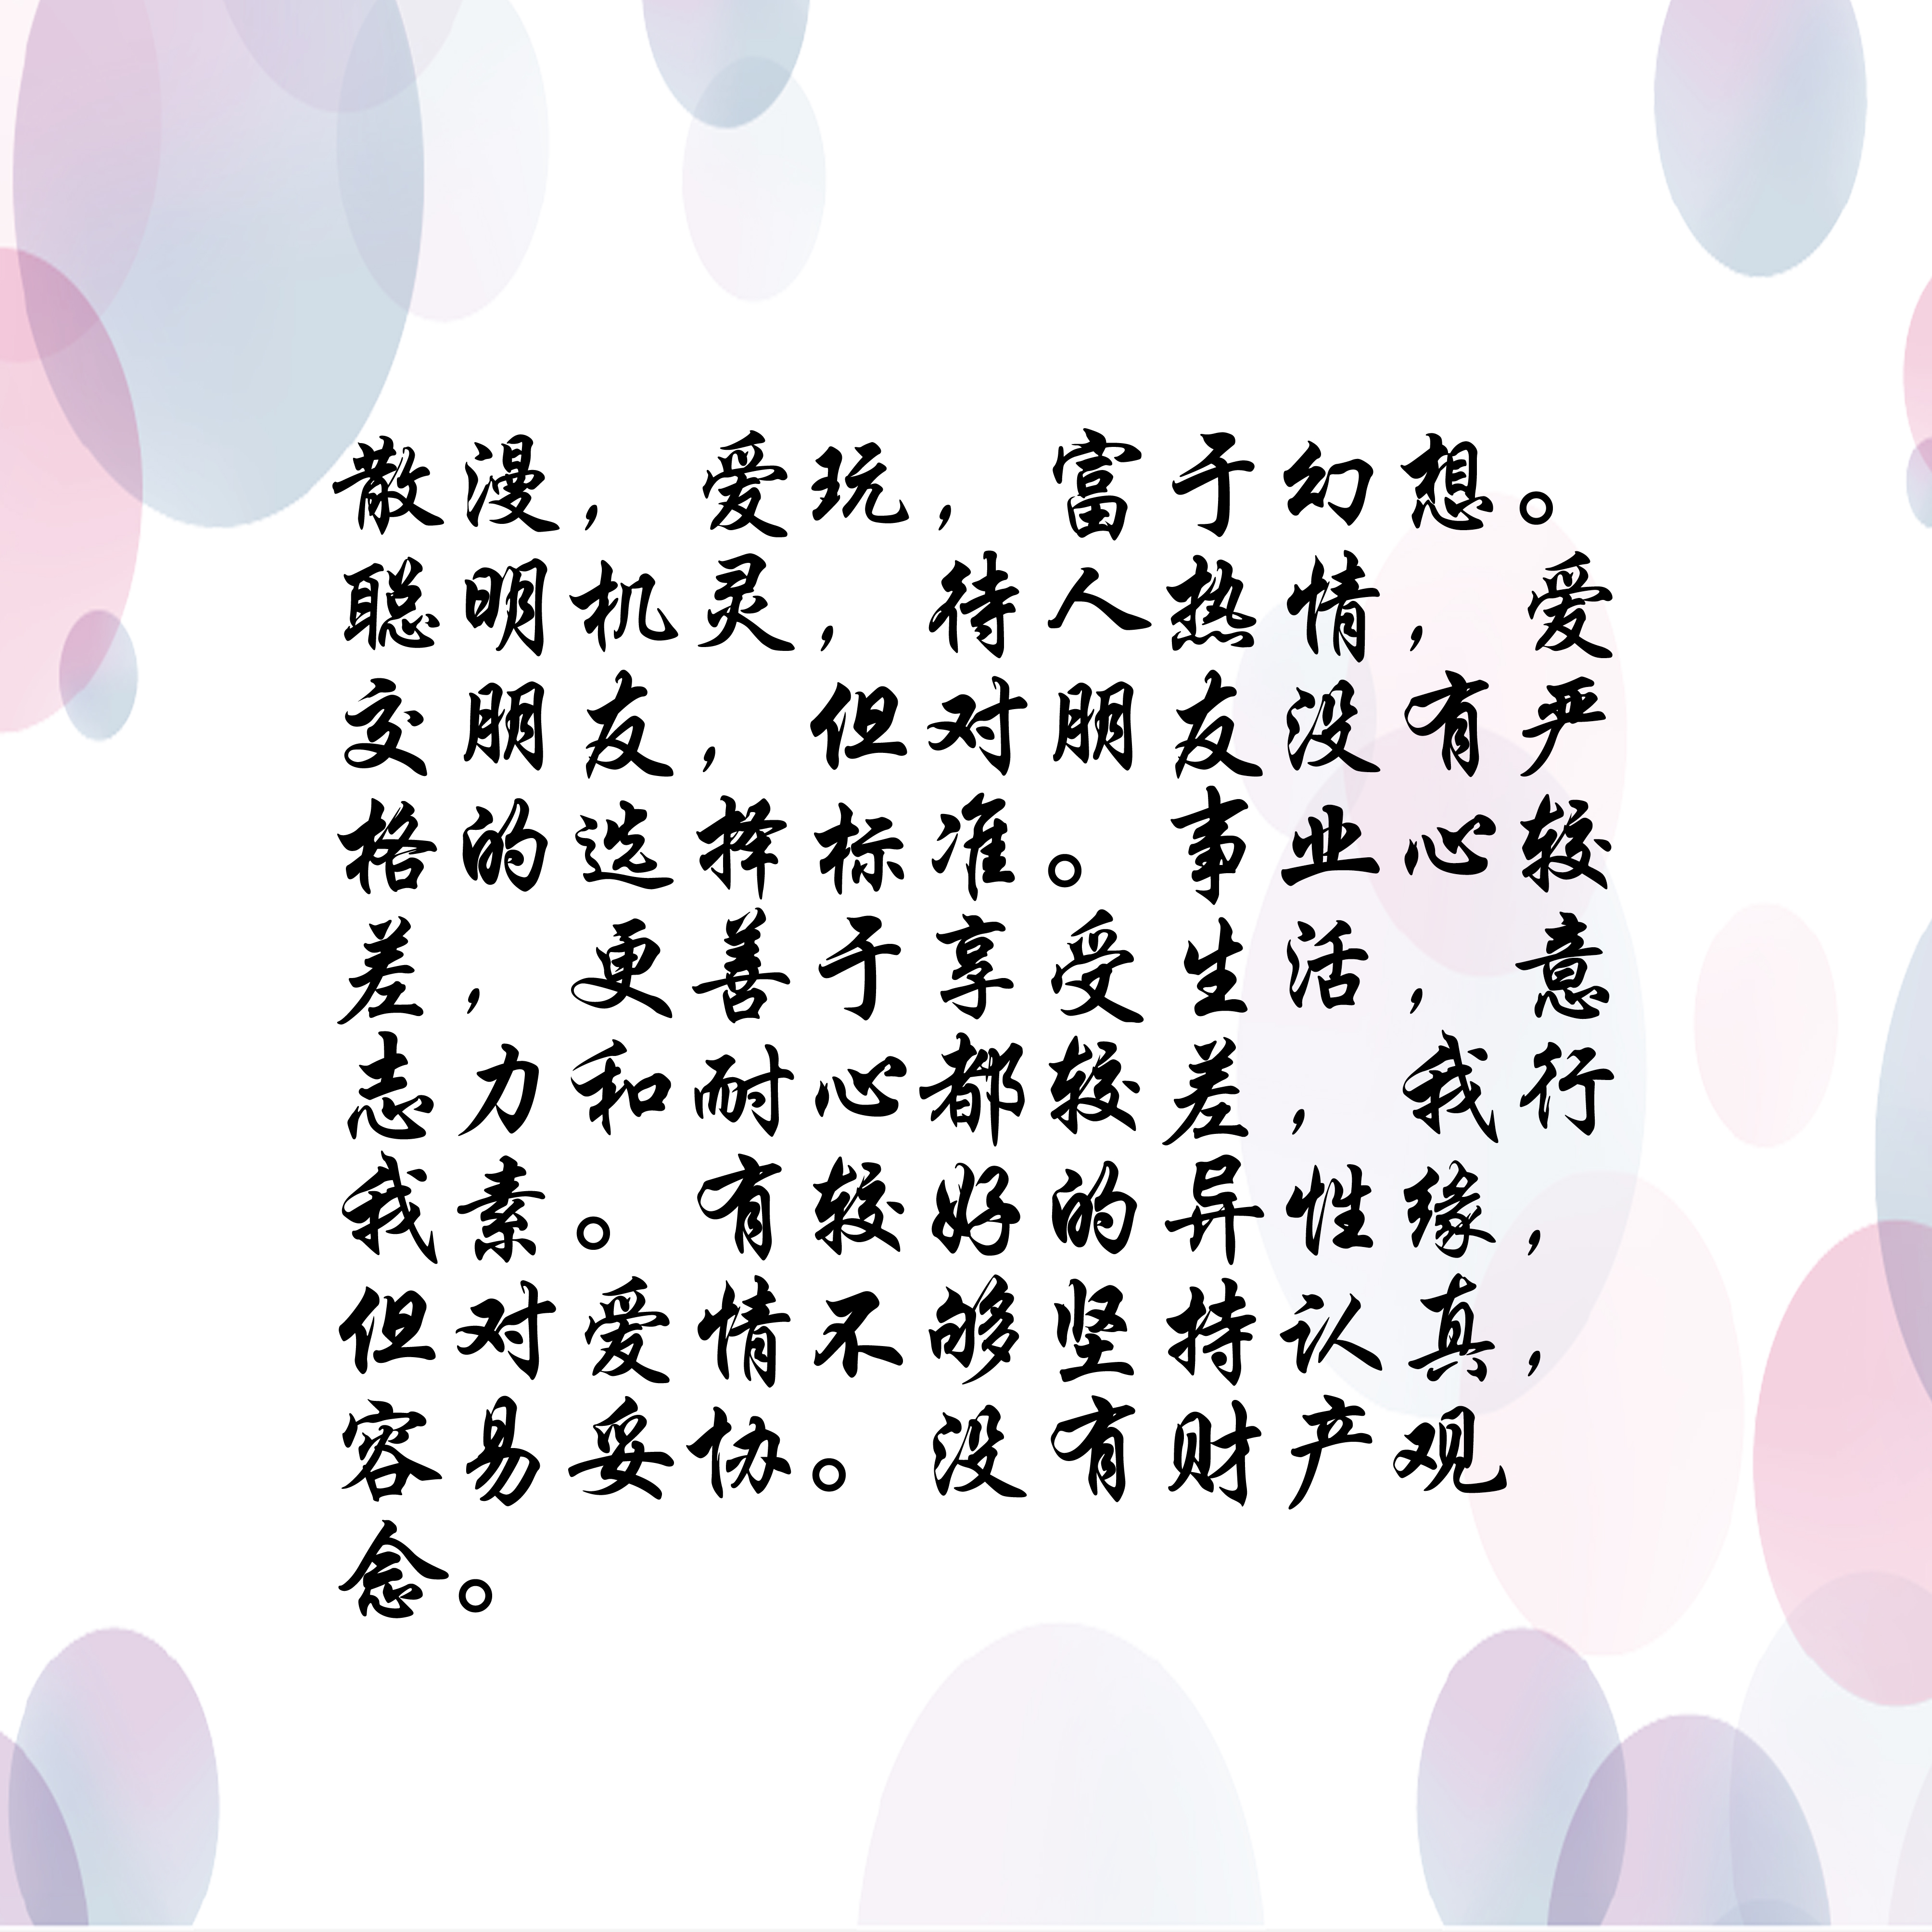 散漫，爱玩，富于幻想。
聪明机灵，待人热情，爱
交朋友，但对朋友没有严
格的选择标准。事业心较
差，更善于享受生活，意
志力和耐心都较差，我行
我素。有较好的异性缘，
但对爱情不够坚持认真，
容易妥协。没有财产观
念。